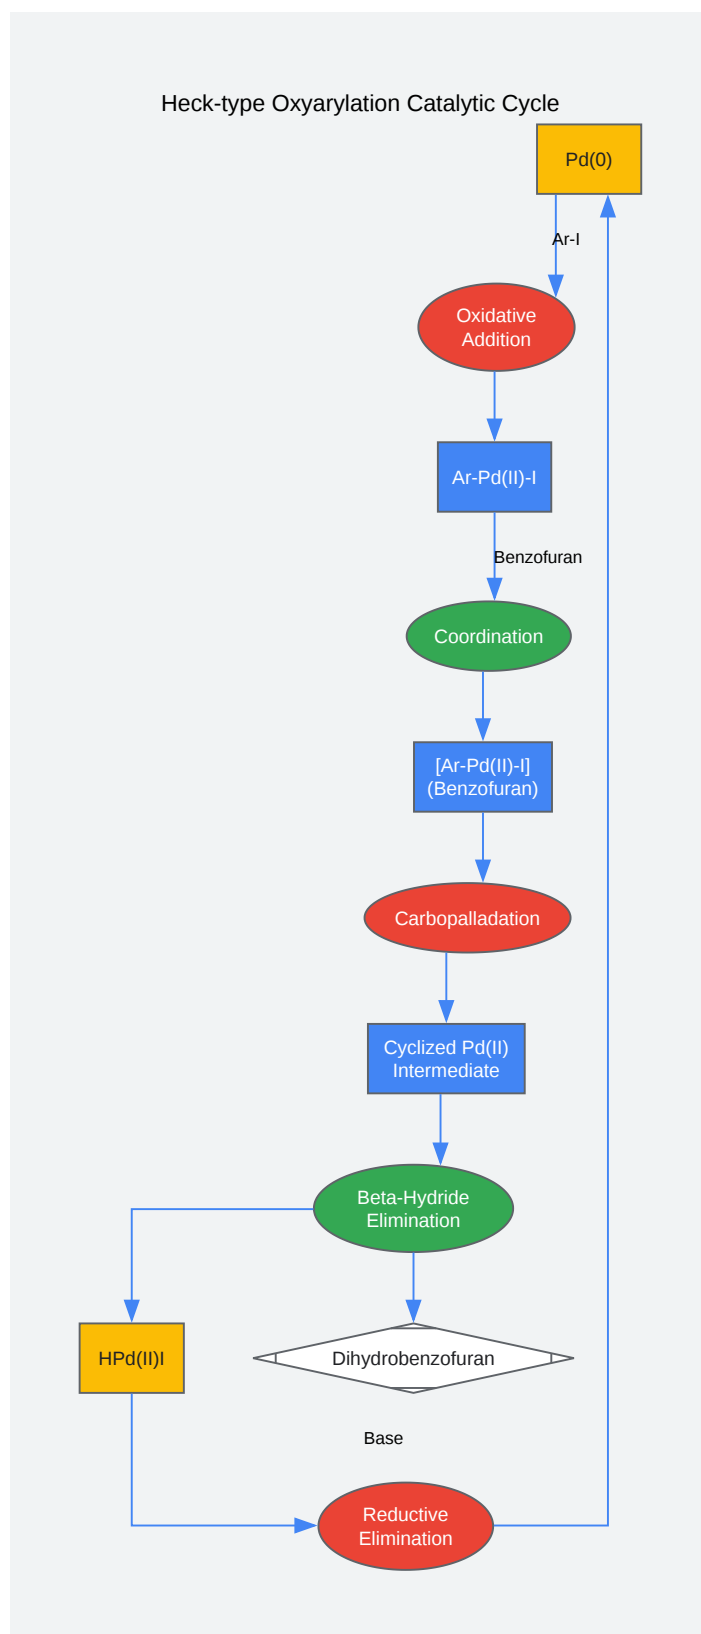 Heck-type Oxyarylation Catalytic Cycle
Pd(0)
Ar-I
Oxidative
Addition
Ar-Pd(II)-I
Benzofuran
Coordination
[Ar-Pd(II)-I]
(Benzofuran)
Carbopalladation
Cyclized Pd(II)
Intermediate
Beta-Hydride
Elimination
HPd(II)I
Dihydrobenzofuran
Base
Reductive
Elimination